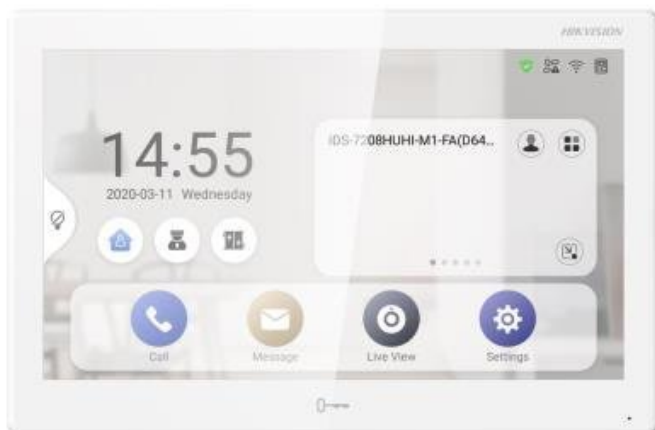 HIKVISION
14:55
2020-03-11 Wednesday
iDS-7208HUHI-M1-FA(D64..
Call
Message
Live View
Settings